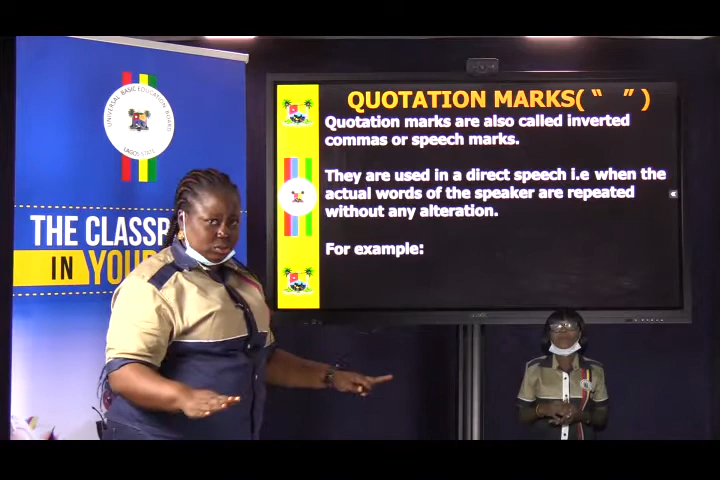 UNIVERSAL BASIC EDUCATION BOARD
LAGOS STATE
THE CLASSR
IN YOU
QUOTATION MARKS( “ ” )
Quotation marks are also called inverted
commas or speech marks.
They are used in a direct speech i.e when the
actual words of the speaker are repeated
without any alteration.
For example: